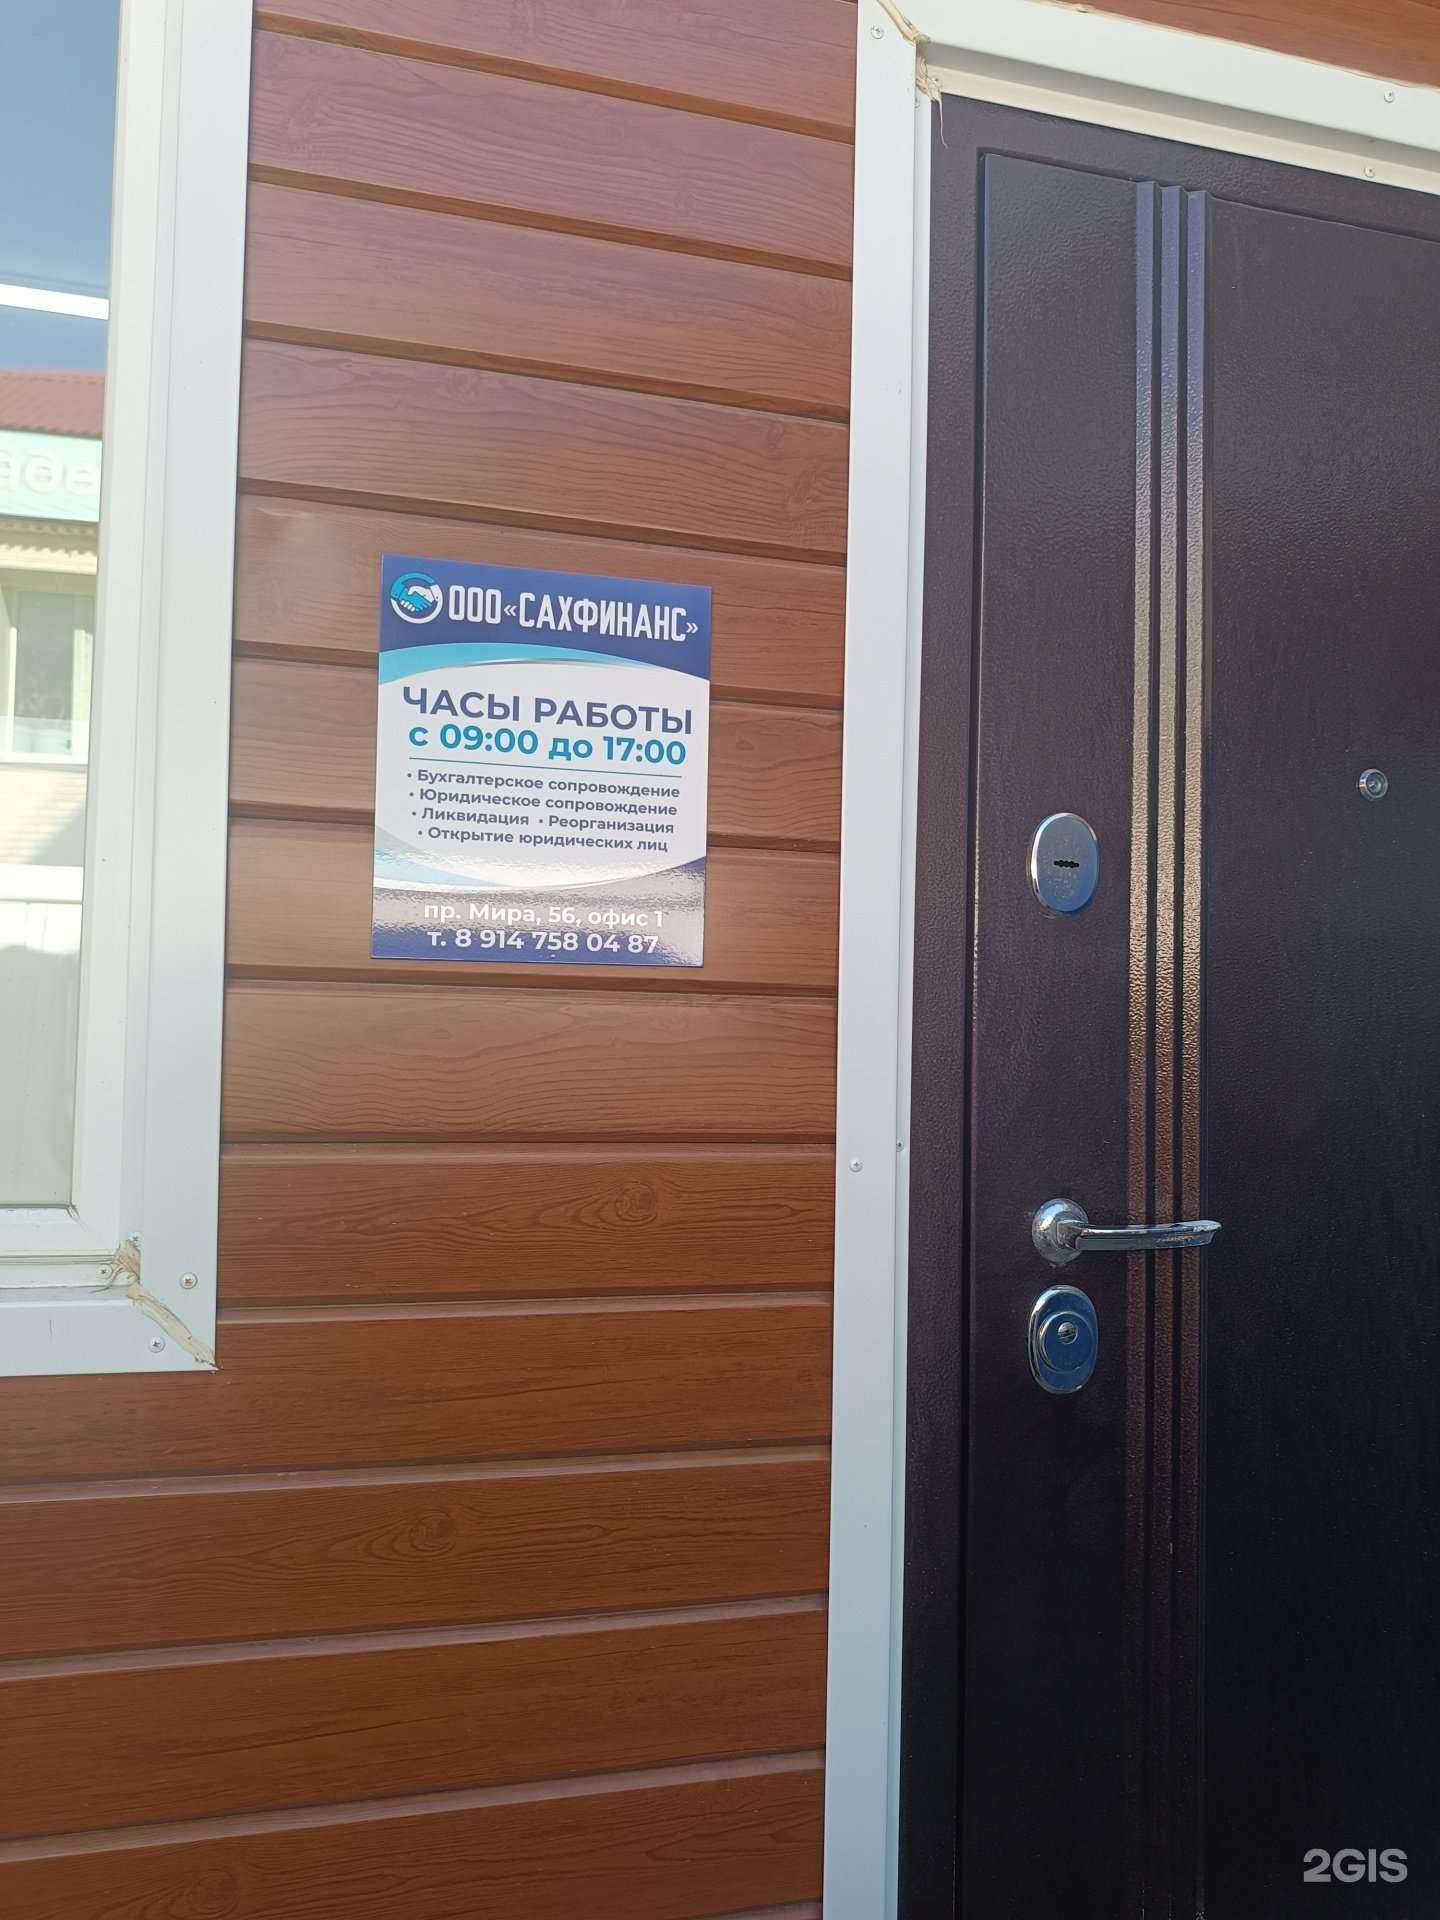 ООО «САХФИНАНС»
ЧАСЫ РАБОТЫ
с 09:00 до 17:00
• Бухгалтерское сопровождение
• Юридическое сопровождение
• Ликвидация • Реорганизация
• Открытие юридических лиц
пр. Мира, 56, офис 1
т. 8 914 758 04 87
2GIS